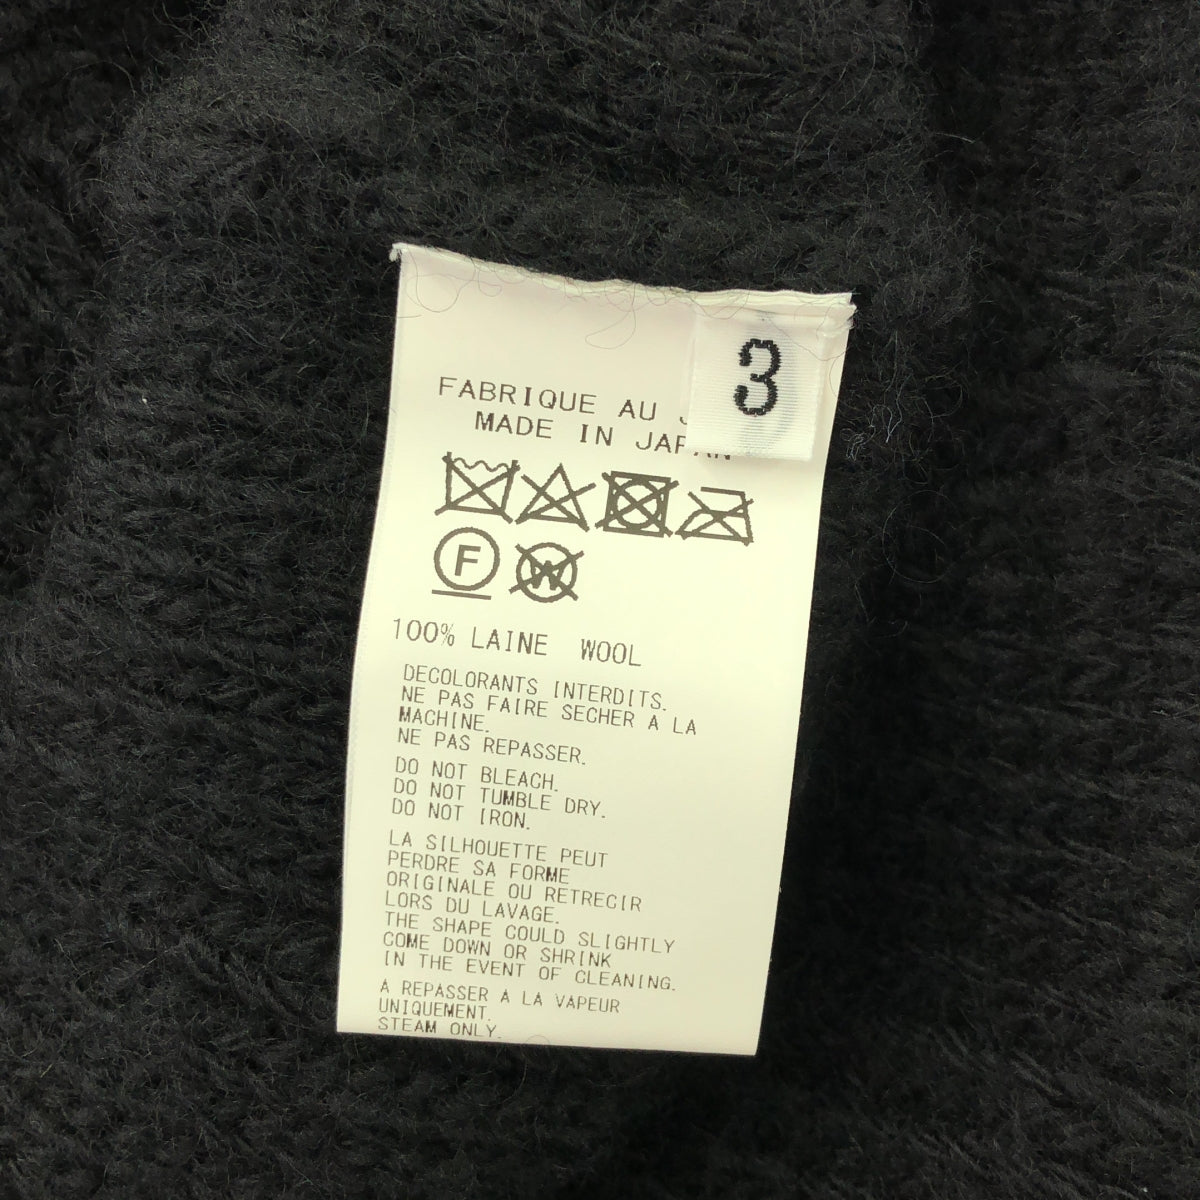 3
FABRIQUE AU
MADE IN JAPAN
F
W
100% LAINE WOOL
DECOLORANTS INTERDITS.
NE PAS FAIRE SECHER A LA
MACHINE.
NE PAS REPASSER.
DO NOT BLEACH.
DO NOT TUMBLE DRY.
DO NOT IRON.
LA SILHOUETTE PEUT
PERDRE SA FORME
ORIGINALE OU RETRECIR
LORS DU LAVAGE.
THE SHAPE COULD SLIGHTLY
COME DOWN OR SHRINK
IN THE EVENT OF CLEANING.
A REPASSER A LA VAPEUR
UNIQUEMENT.
STEAM ONLY.